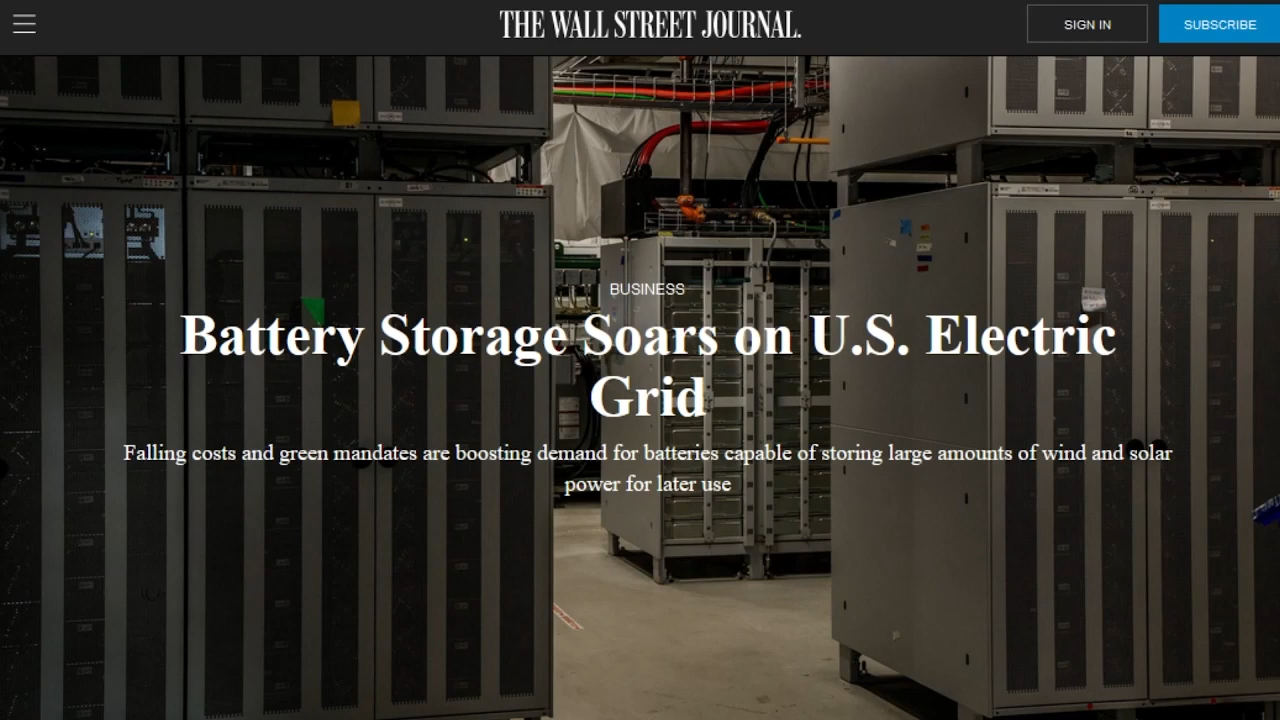 THE WALL STREET JOURNAL.
SIGN IN
SUBSCRIBE
BUSINESS
Battery Storage Soars on U.S. Electric
Grid
Falling costs and green mandates are boosting demand for batteries capable of storing large amounts of wind and solar
power for later use